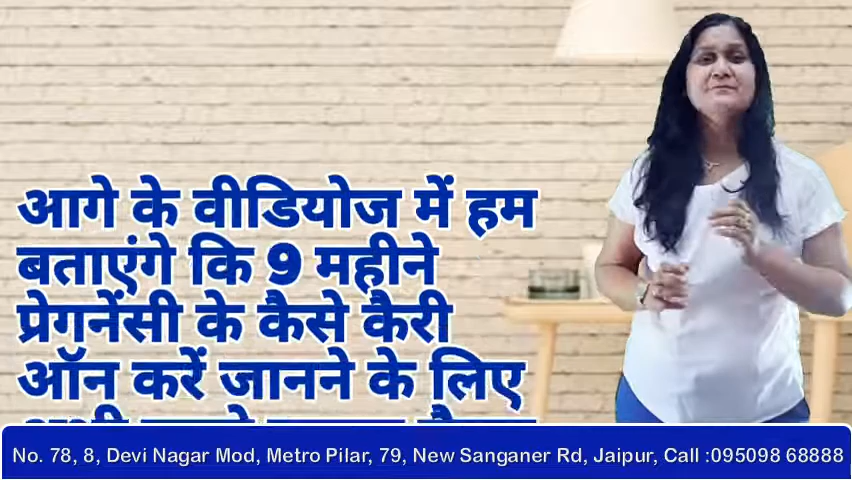 आगे के वीडियोज में हम
बताएंगे कि 9 महीने
प्रेगनेंसी के कैसे कैरी
ऑन करें जानने के लिए
No. 78, 8, Devi Nagar Mod, Metro Pilar, 79, New Sanganer Rd, Jaipur, Call :095098 68888